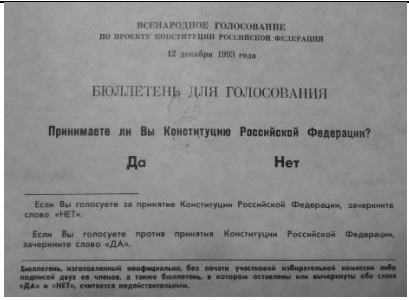 ВСЕНАРОДНОЕ ГОЛОСОВАНИЕ
ПО ПРОЕКТУ КОНСТИТУЦИИ РОССИЙСКОЙ ФЕДЕРАЦИИ
12 декабря 1993 года
БЮЛЛЕТЕНЬ ДЛЯ ГОЛОСОВАНИЯ
Принимаете ли Вы Конституцию Российской Федерации?
Да Нет
Если Вы голосуете за принятие Конституции Российской Федерации, зачеркните
слово «НЕТ».
Если Вы голосуете против принятия Конституции Российской Федерации,
зачеркните слово «ДА».
Бюллетень, изготовленный неофициально, без печати участковой избирательной комиссии либо
подписей двух ее членов, а также бюллетень, в котором оставлены или вычеркнуты оба слова
«ДА» и «НЕТ», считается недействительным.